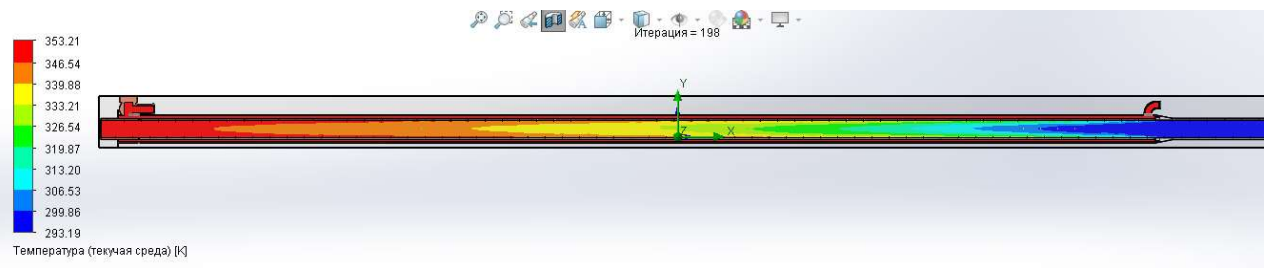 Итерация = 198
353.21
346.54
339.88
333.21
326.54
319.87
313.20
306.53
299.86
293.19
Y
Z
X
Температура (текучая среда) [K]